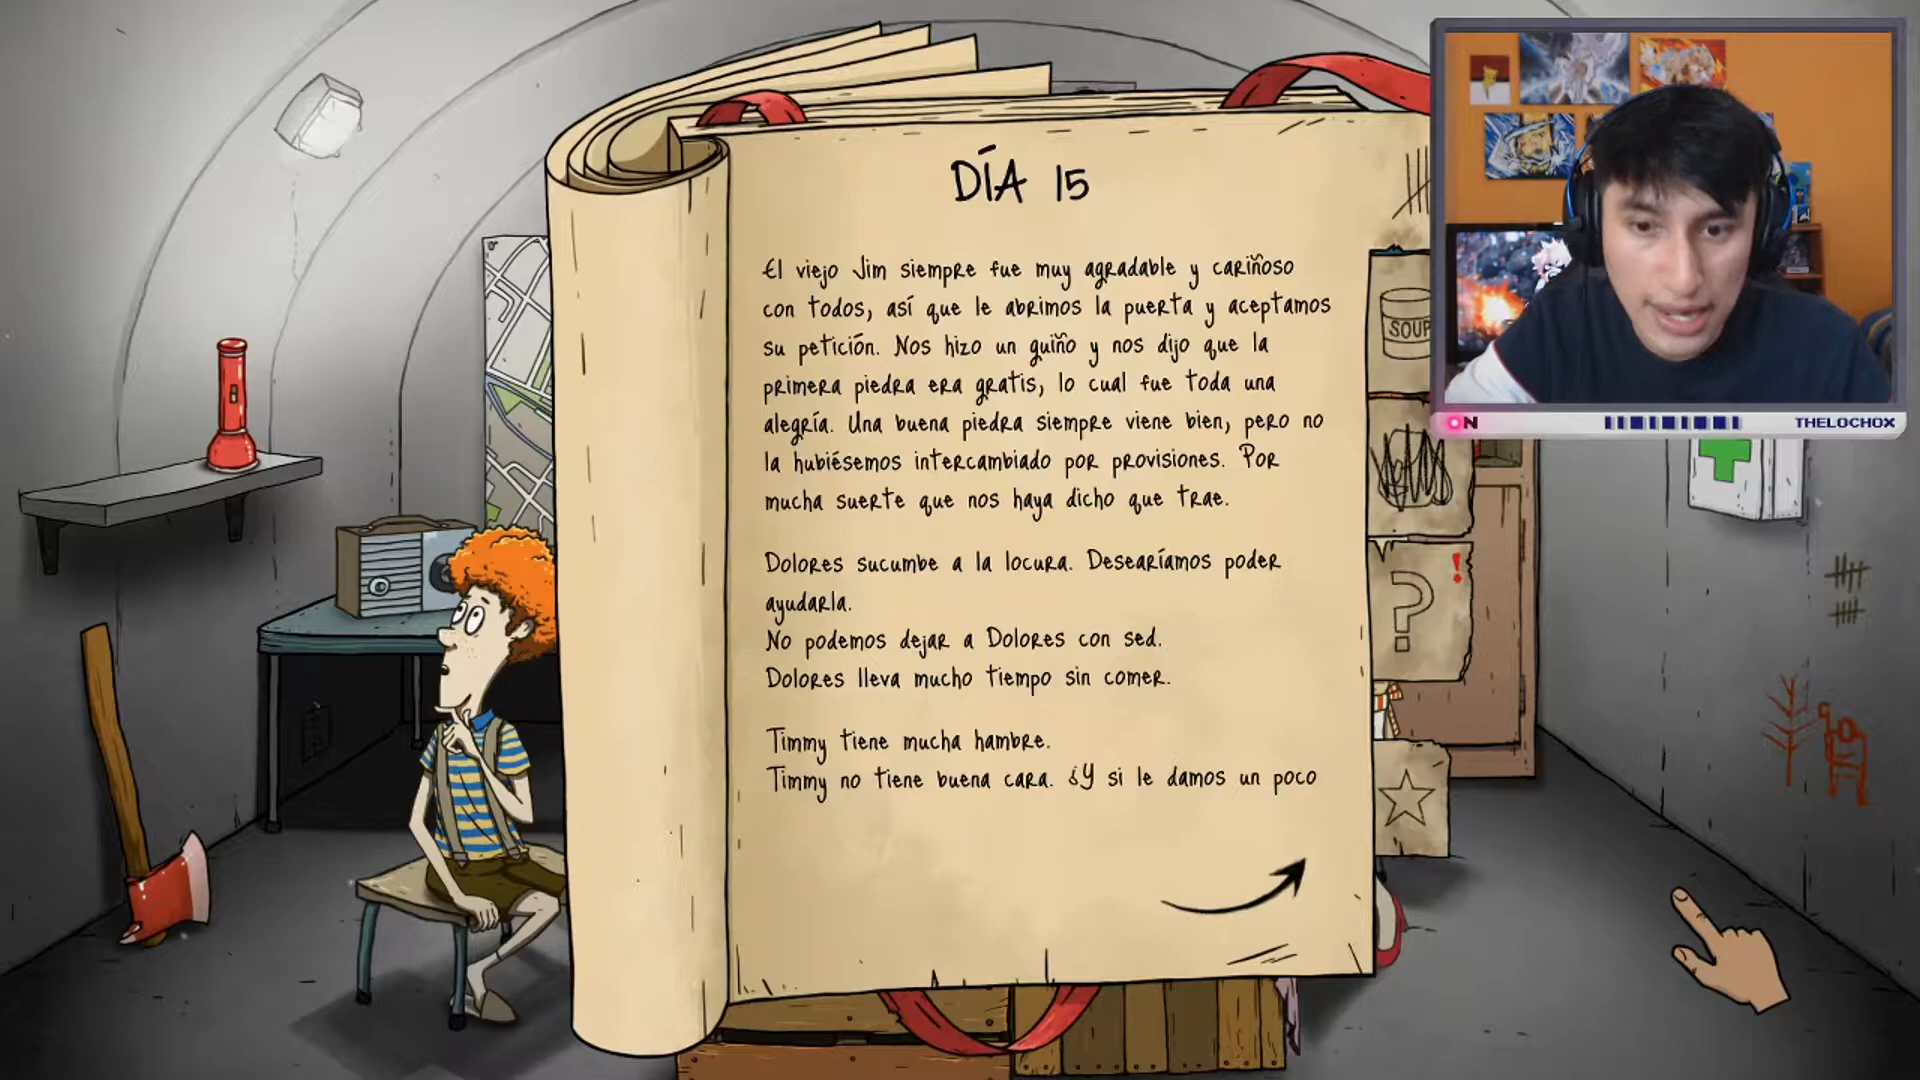 DÍA 15
El viejo Jim siempre fue muy agradable y cariñoso
con todos, así que le abrimos la puerta y aceptamos
su petición. Nos hizo un guiño y nos dijo que la
primera piedra era gratis, lo cual fue toda una
alegría. Una buena piedra siempre viene bien, pero no
la hubiésemos intercambiado por provisiones. Por
mucha suerte que nos haya dicho que trae.
Dolores sucumbe a la locura. Desearíamos poder
ayudarla.
No podemos dejar a Dolores con sed.
Dolores lleva mucho tiempo sin comer.
Timmy tiene mucha hambre.
Timmy no tiene buena cara. ¿Y si le damos un poco
SOUP
?
!
ON
THELOCHOX